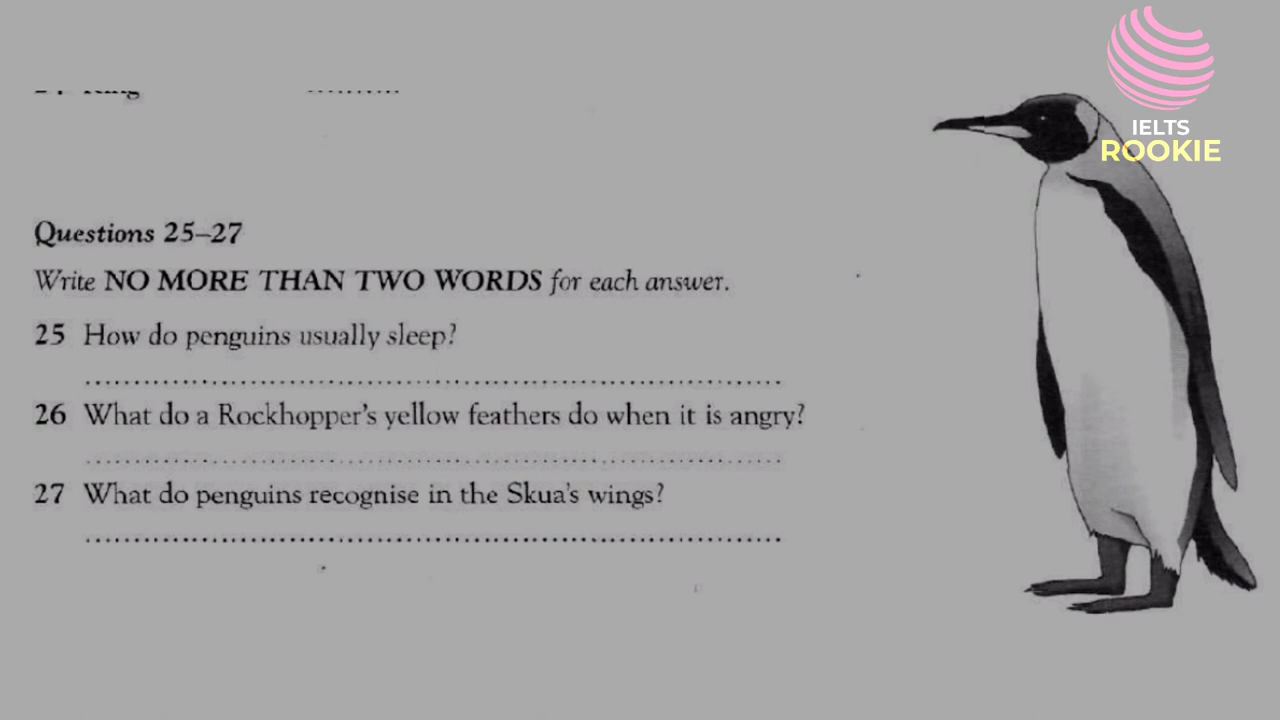 IELTS
ROOKIE
Questions 25–27
Write NO MORE THAN TWO WORDS for each answer.
25 How do penguins usually sleep?
26 What do a Rockhopper's yellow feathers do when it is angry?
27 What do penguins recognise in the Skua's wings?